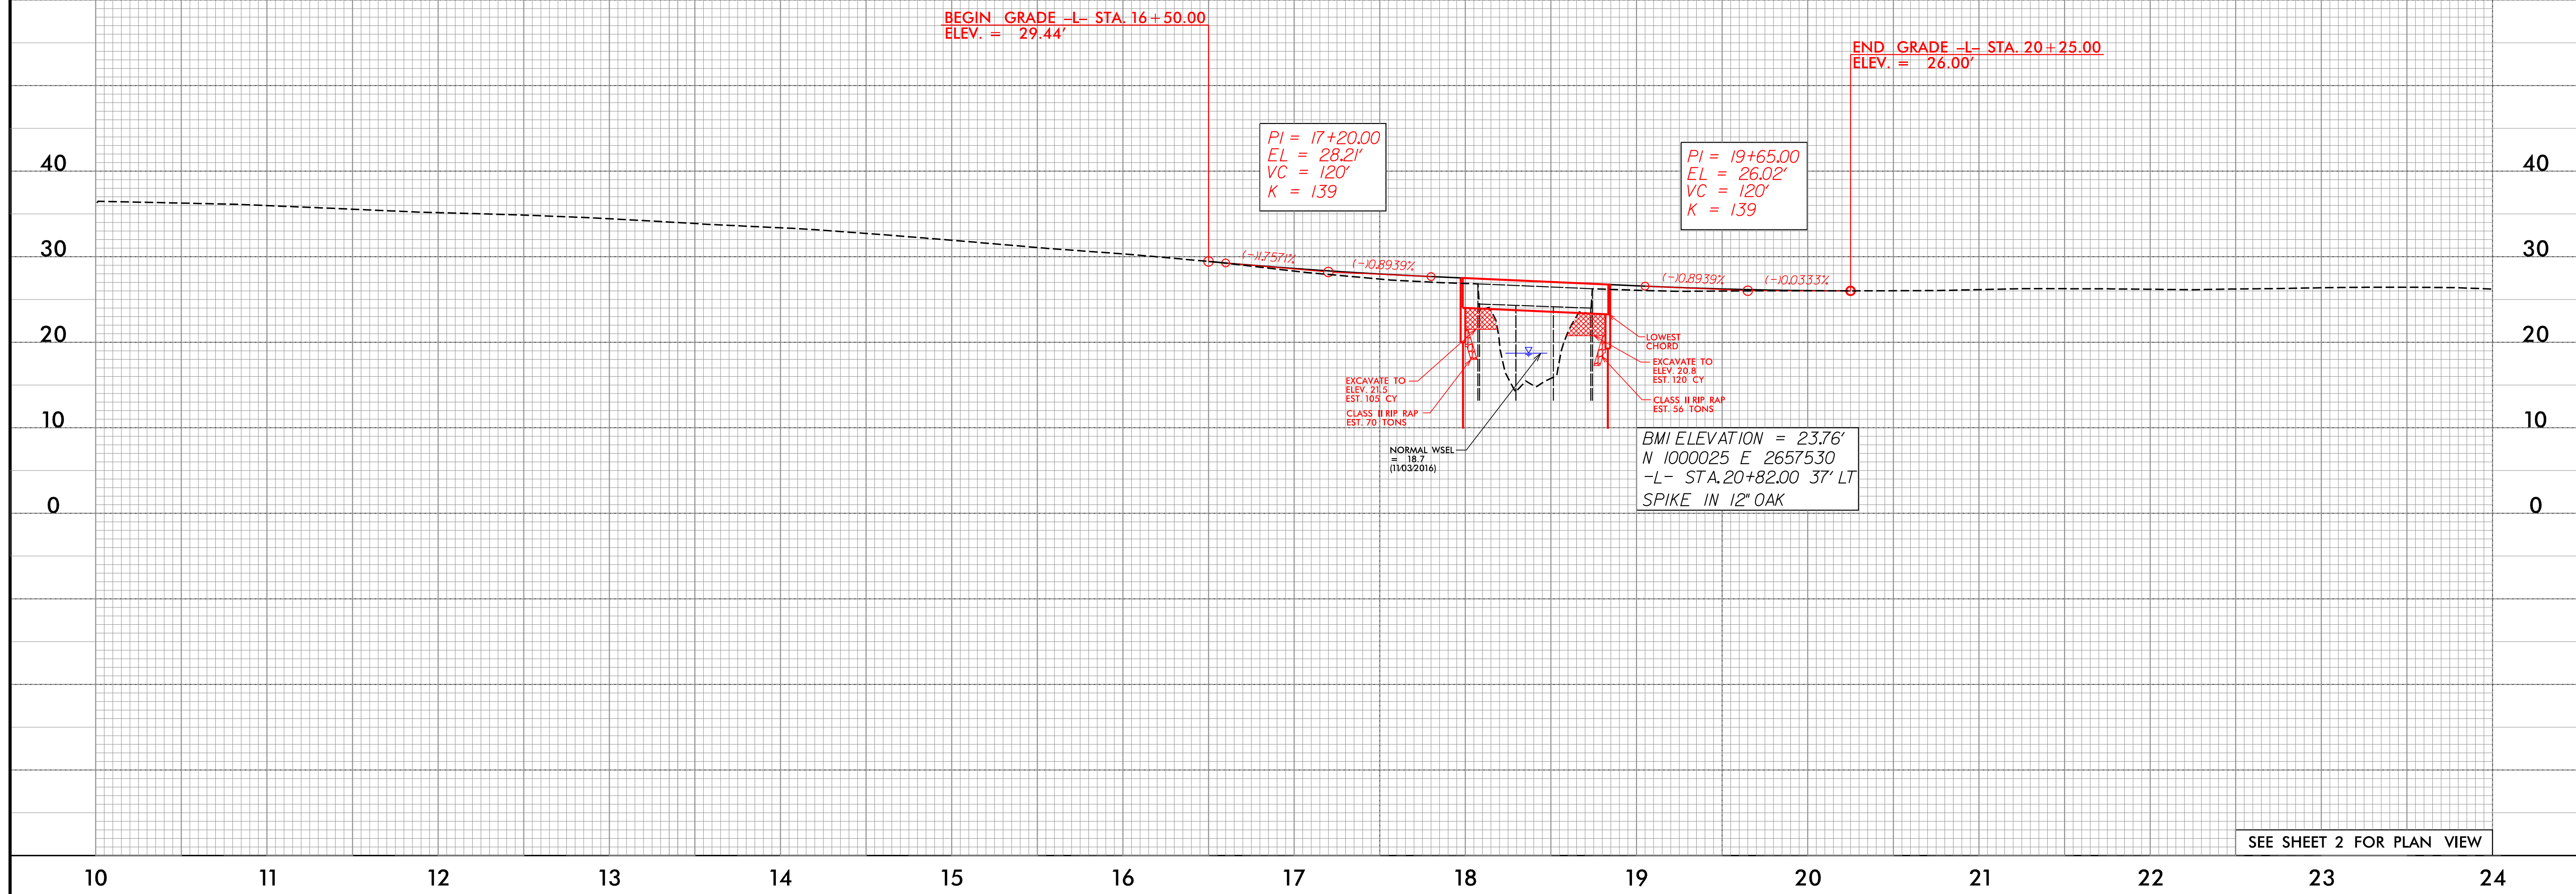 BEGIN GRADE -L- STA. 16+50.00
ELEV. = 29.44'
END GRADE -L- STA. 20+25.00
ELEV. = 26.00'
PI = 17+20.00
EL = 28.21'
VC = 120'
K = 139
PI = 19+65.00
EL = 26.02'
VC = 120'
K = 139
40
40
30
30
(-)1.7571%
(-)0.8939%
(-)0.8939%
(-)0.0333%
20
20
LOWEST
CHORD
EXCAVATE TO
ELEV. 20.8
EST. 120 CY
EXCAVATE TO
ELEV. 21.5
EST. 105 CY
CLASS II RIP RAP
EST. 56 TONS
CLASS II RIP RAP
EST. 70 TONS
10
10
NORMAL WSEL
= 18.7
(11/03/2016)
BM1 ELEVATION = 23.76'
N 1000025 E 2657530
-L- STA. 20+82.00 37' LT
SPIKE IN 12" OAK
0
0
SEE SHEET 2 FOR PLAN VIEW
10 11 12 13 14 15 16 17 18 19 20 21 22 23 24